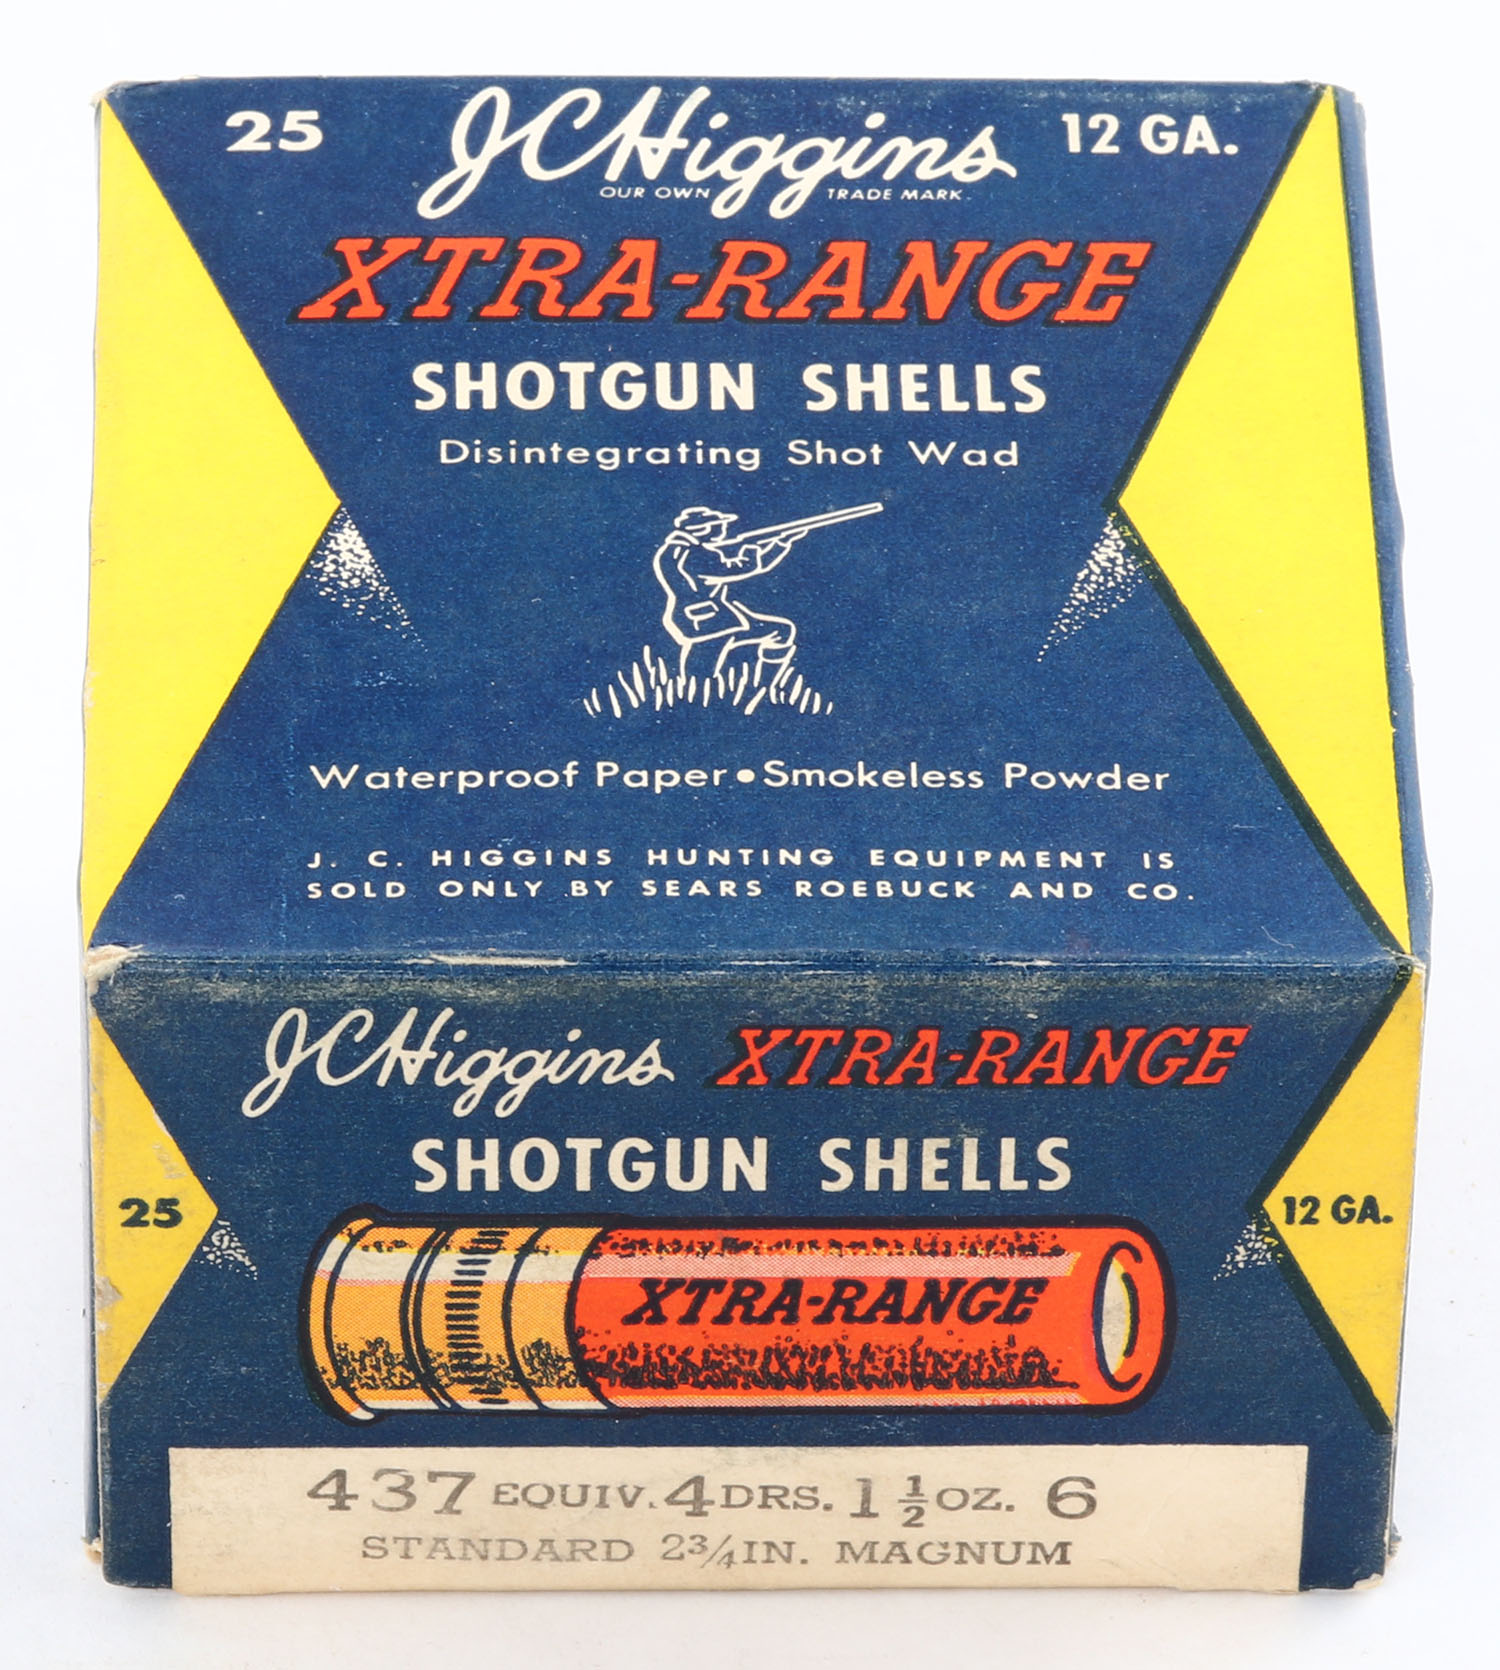 25 JCHiggins 12 GA.
OUR OWN TRADE MARK
XTRA-RANGE
SHOTGUN SHELLS
Disintegrating Shot Wad
Waterproof Paper • Smokeless Powder
J. C. HIGGINS HUNTING EQUIPMENT IS
SOLD ONLY BY SEARS ROEBUCK AND CO.
JCHiggins XTRA-RANGE
SHOTGUN SHELLS
25 12 GA.
XTRA-RANGE
437 EQUIV. 4 DRS. 1 1/2 OZ. 6
STANDARD 2 3/4 IN. MAGNUM